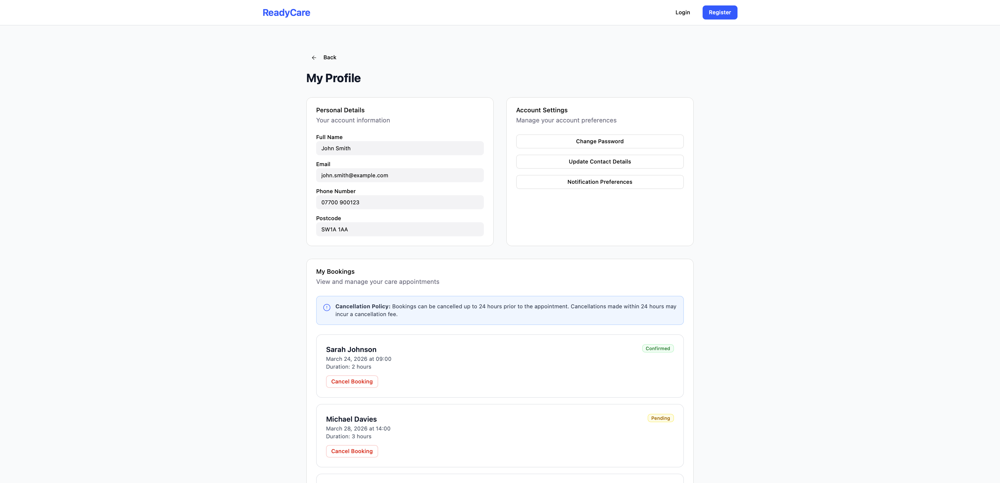 ReadyCare
Login
Register
Back
My Profile
Personal Details
Your account information
Full Name
John Smith
Email
john.smith@example.com
Phone Number
07700 900123
Postcode
SW1A 1AA
Account Settings
Manage your account preferences
Change Password
Update Contact Details
Notification Preferences
My Bookings
View and manage your care appointments
Cancellation Policy: Bookings can be cancelled up to 24 hours prior to the appointment. Cancellations made within 24 hours may
incur a cancellation fee.
Sarah Johnson
Confirmed
March 24, 2026 at 09:00
Duration: 2 hours
Cancel Booking
Michael Davies
Pending
March 28, 2026 at 14:00
Duration: 3 hours
Cancel Booking